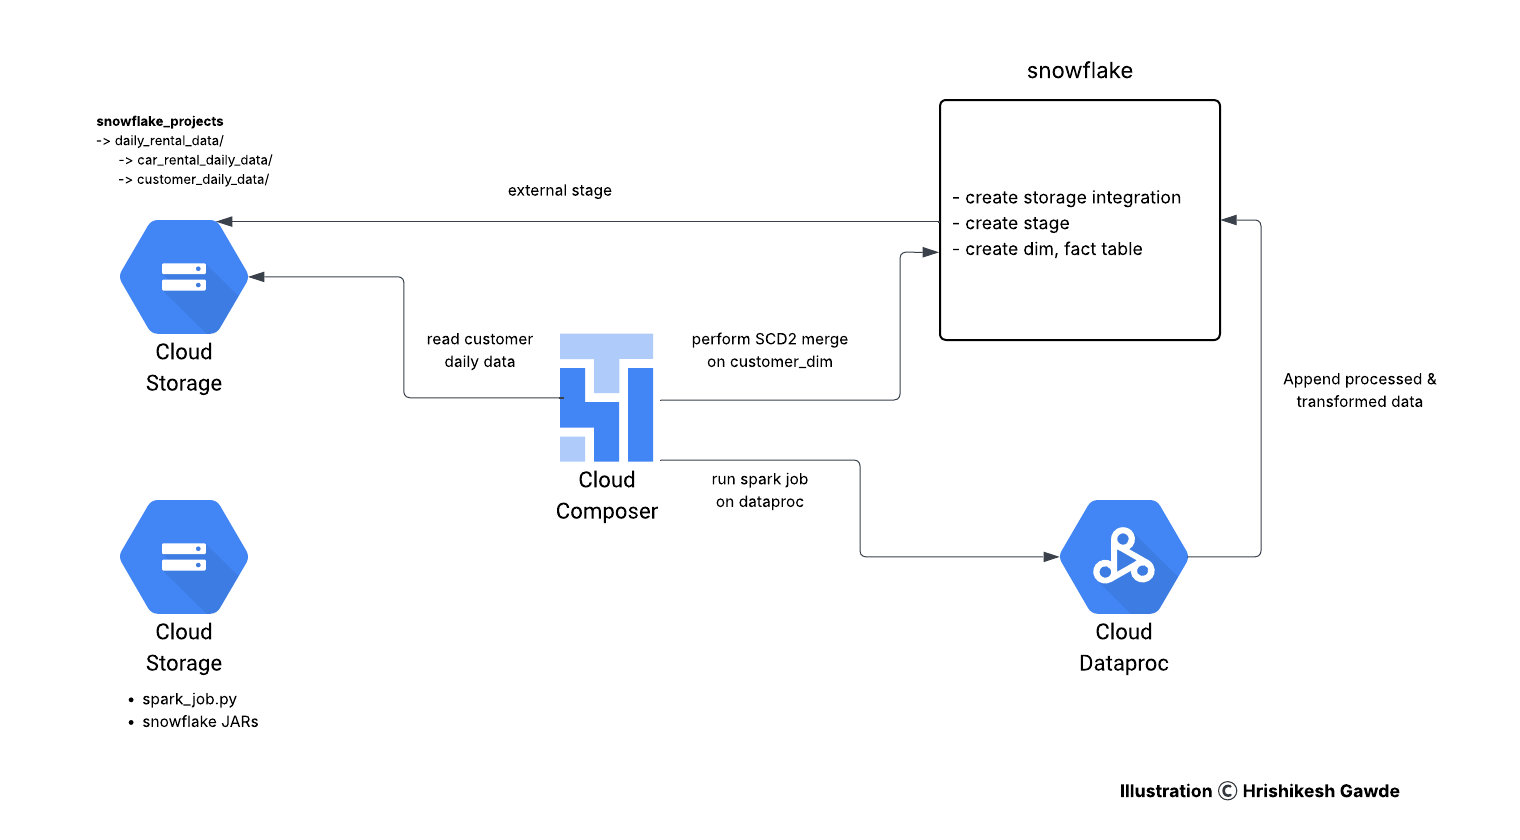 snowflake
snowflake_projects
-> daily_rental_data/
-> car_rental_daily_data/
-> customer_daily_data/
external stage
- create storage integration
- create stage
- create dim, fact table
Cloud
Storage
read customer
daily data
perform SCD2 merge
on customer_dim
Append processed &
transformed data
Cloud
Composer
run spark job
on dataproc
Cloud
Storage
• spark_job.py
• snowflake JARs
Cloud
Dataproc
Illustration © Hrishikesh Gawde